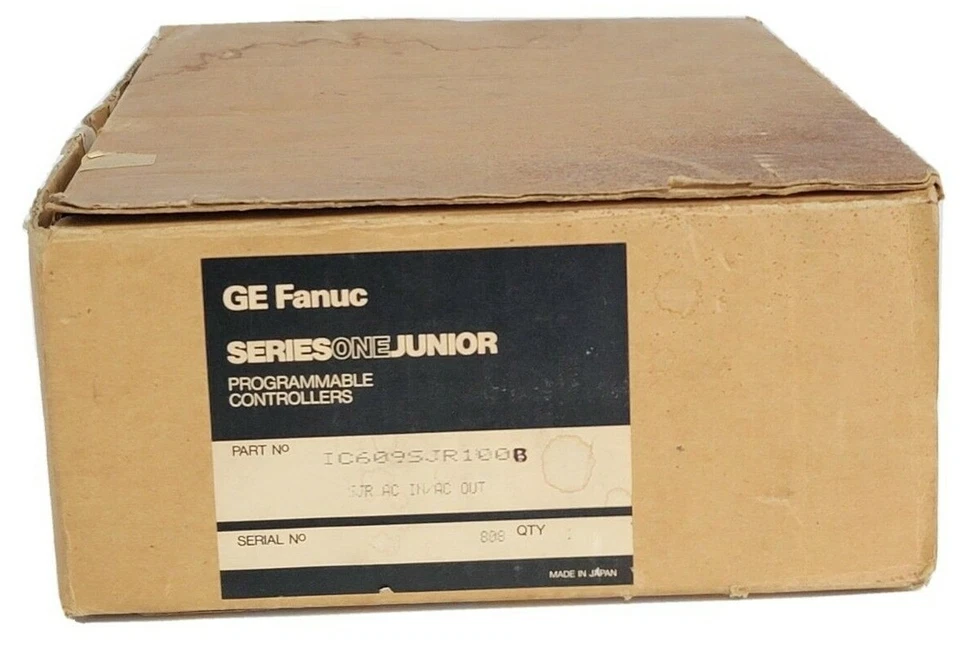 GE Fanuc
SERIESONEJUNIOR
PROGRAMMABLE
CONTROLLERS
PART Nº IC609SJR100B
SJR AC IN/AC OUT
SERIAL Nº 808 QTY
MADE IN JAPAN